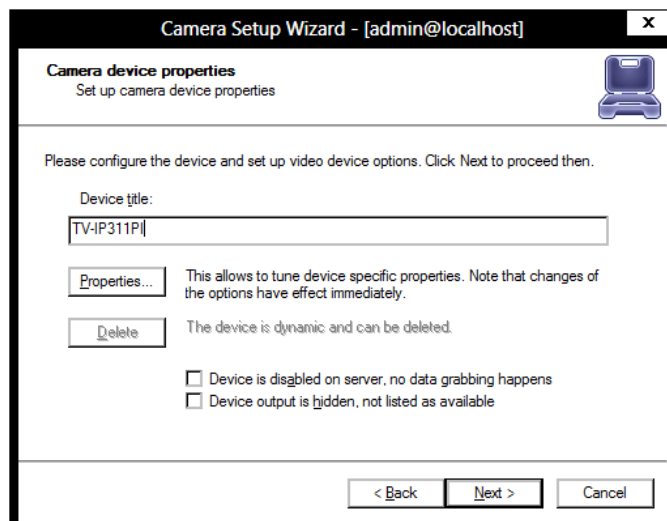 Camera Setup Wizard - [admin@localhost]
x
Camera device properties
Set up camera device properties
Please configure the device and set up video device options. Click Next to proceed then.
Device title:
TV-IP311PI
Properties...
This allows to tune device specific properties. Note that changes of
the options have effect immediately.
Delete
The device is dynamic and can be deleted.
Device is disabled on server, no data grabbing happens
Device output is hidden, not listed as available
< Back
Next >
Cancel